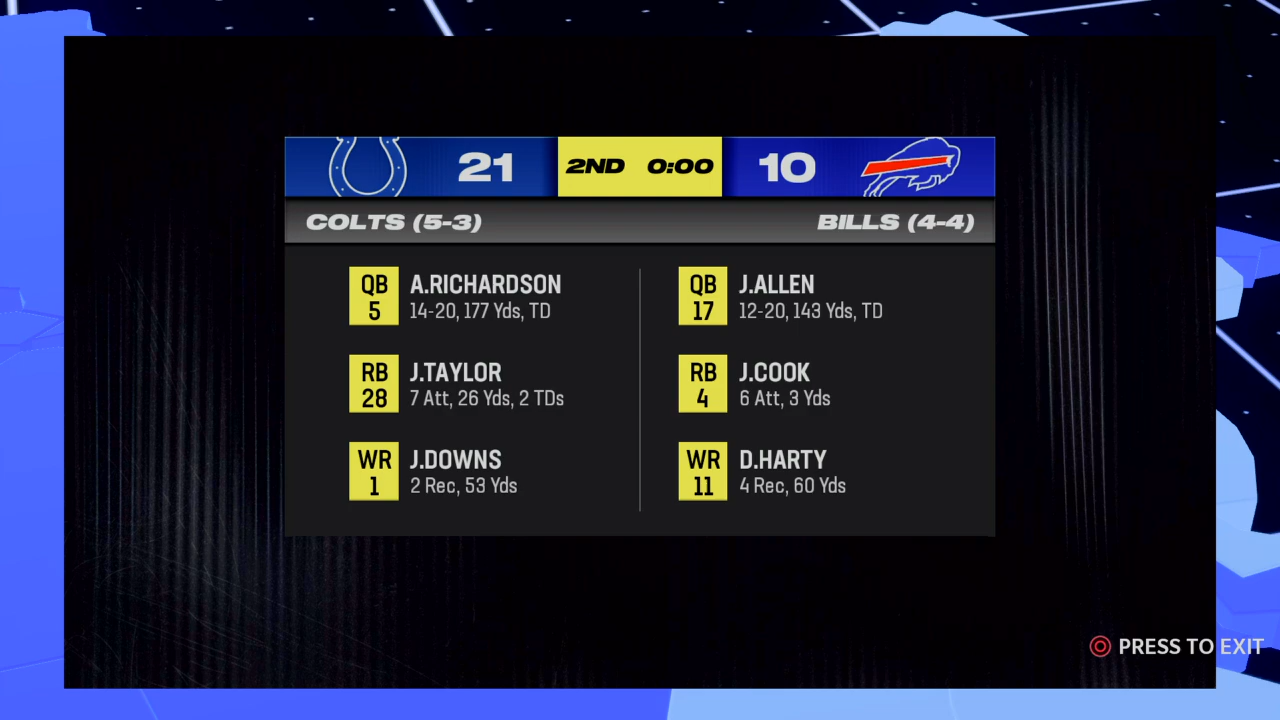 21 2ND 0:00 10
COLTS (5-3) BILLS (4-4)
QB 5 A.RICHARDSON
14-20, 177 Yds, TD
RB 28 J.TAYLOR
7 Att, 26 Yds, 2 TDs
WR 1 J.DOWNS
2 Rec, 53 Yds
QB 17 J.ALLEN
12-20, 143 Yds, TD
RB 4 J.COOK
6 Att, 3 Yds
WR 11 D.HARTY
4 Rec, 60 Yds
PRESS TO EXIT